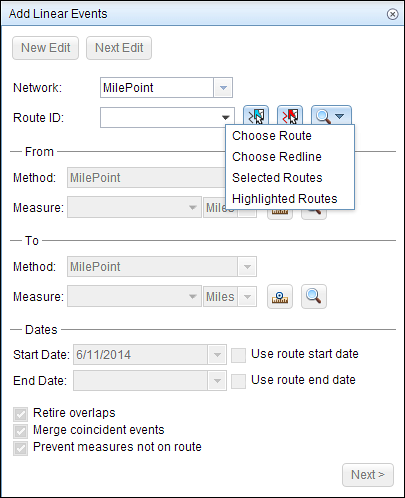 Add Linear Events
New Edit Next Edit
Network: MilePoint
Route ID:
Choose Route
Choose Redline
Selected Routes
Highlighted Routes
From
Method: MilePoint
Measure: Miles
To
Method: MilePoint
Measure: Miles
Dates
Start Date: 6/11/2014 Use route start date
End Date: Use route end date
Retire overlaps
Merge coincident events
Prevent measures not on route
Next >